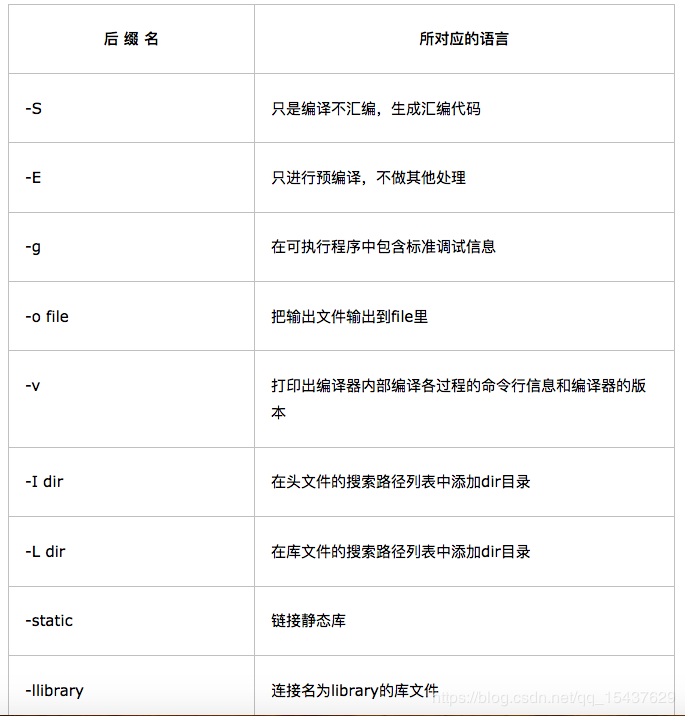 后 缀 名 所对应的语言
-S 只是编译不汇编，生成汇编代码
-E 只进行预编译，不做其他处理
-g 在可执行程序中包含标准调试信息
-o file 把输出文件输出到file里
-v 打印出编译器内部编译各过程的命令行信息和编译器的版
本
-I dir 在头文件的搜索路径列表中添加dir目录
-L dir 在库文件的搜索路径列表中添加dir目录
-static 链接静态库
-llibrary 连接名为library的库文件
https://blog.csdn.net/qq_15437629